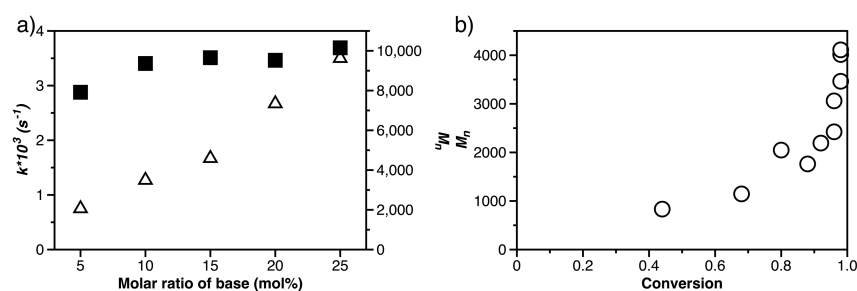 a)
4
3
2
1
0
k*10³ (s⁻¹)
10,000
8,000
6,000
4,000
2,000
0
Mn
5 10 15 20 25
Molar ratio of base (mol%)
b)
4000
3000
2000
1000
0
Mn
0 0.2 0.4 0.6 0.8 1.0
Conversion